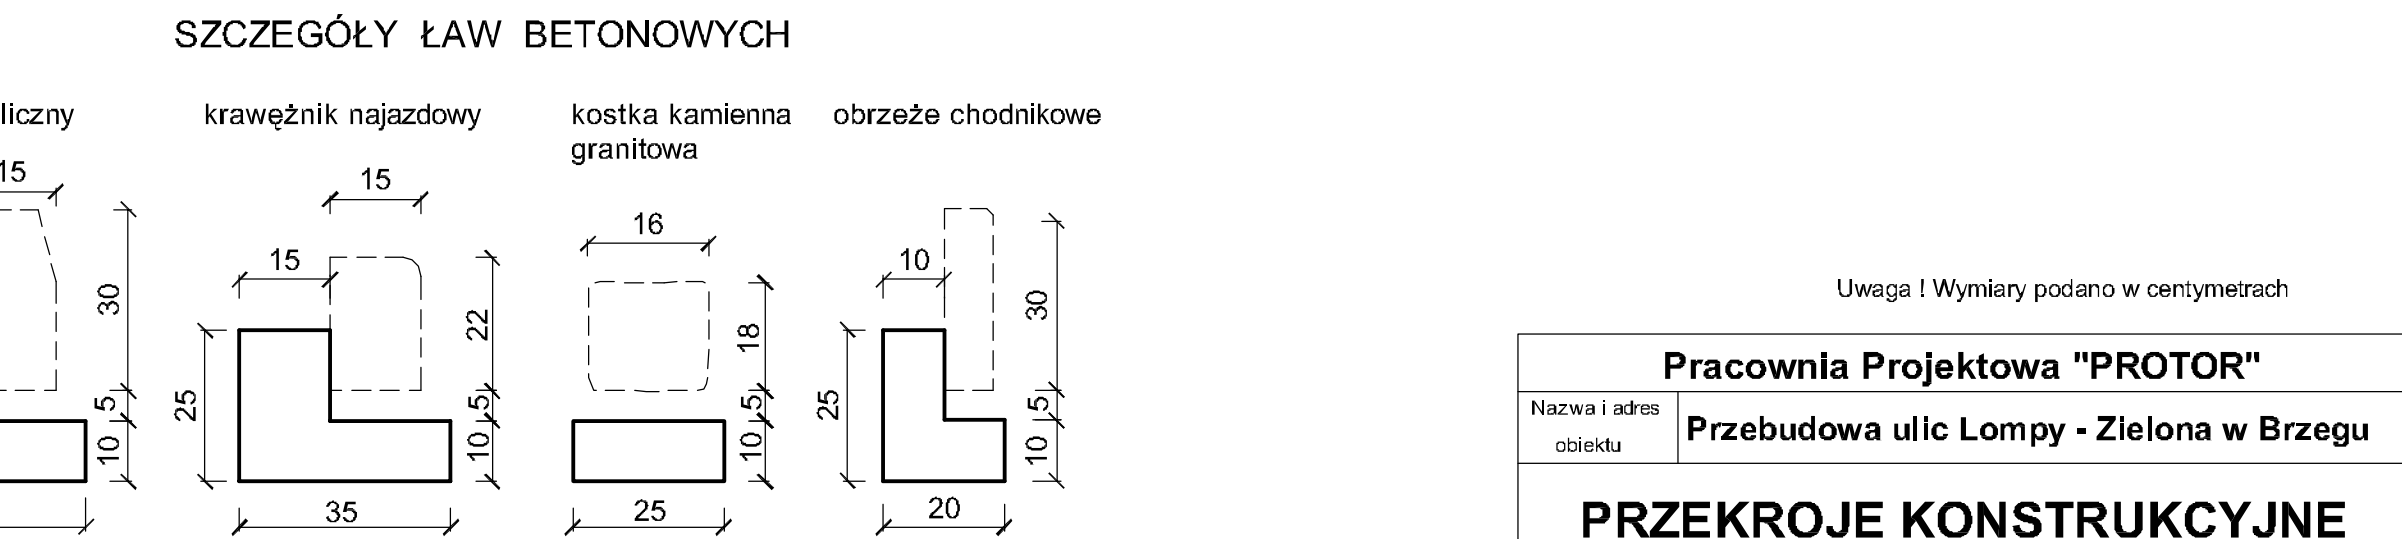 SZCZEGÓŁY ŁAW BETONOWYCH
liczny
krawężnik najazdowy
kostka kamienna
granitowa
obrzeże chodnikowe
15
30
5
10
15
15
22
25
5
10
35
16
18
5
10
25
10
30
25
5
10
20
Uwaga ! Wymiary podano w centymetrach
Pracownia Projektowa "PROTOR"
Nazwa i adres
obiektu
Przebudowa ulic Lompy - Zielona w Brzegu
PRZEKROJE KONSTRUKCYJNE